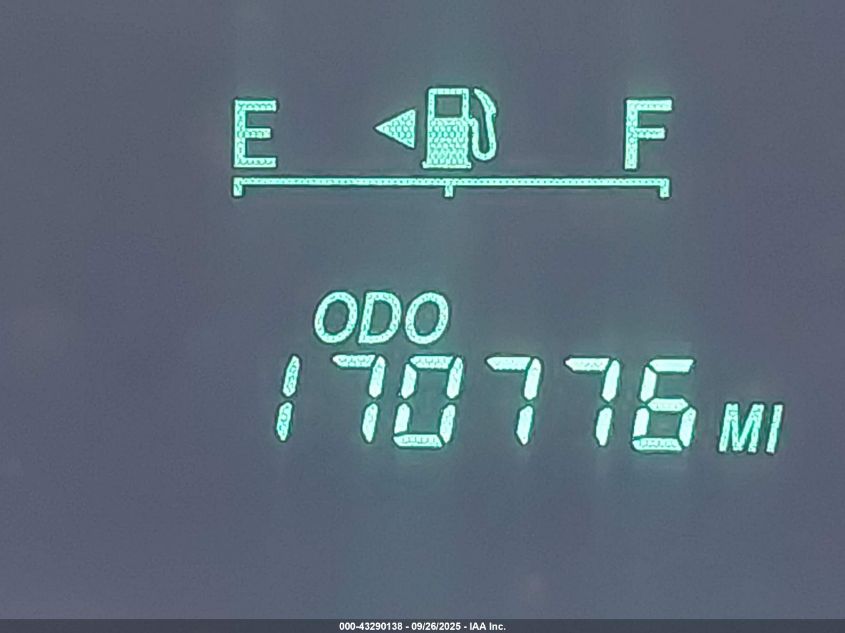 E F
ODO
170776 MI
000-43290138 - 09/26/2025 - IAA Inc.